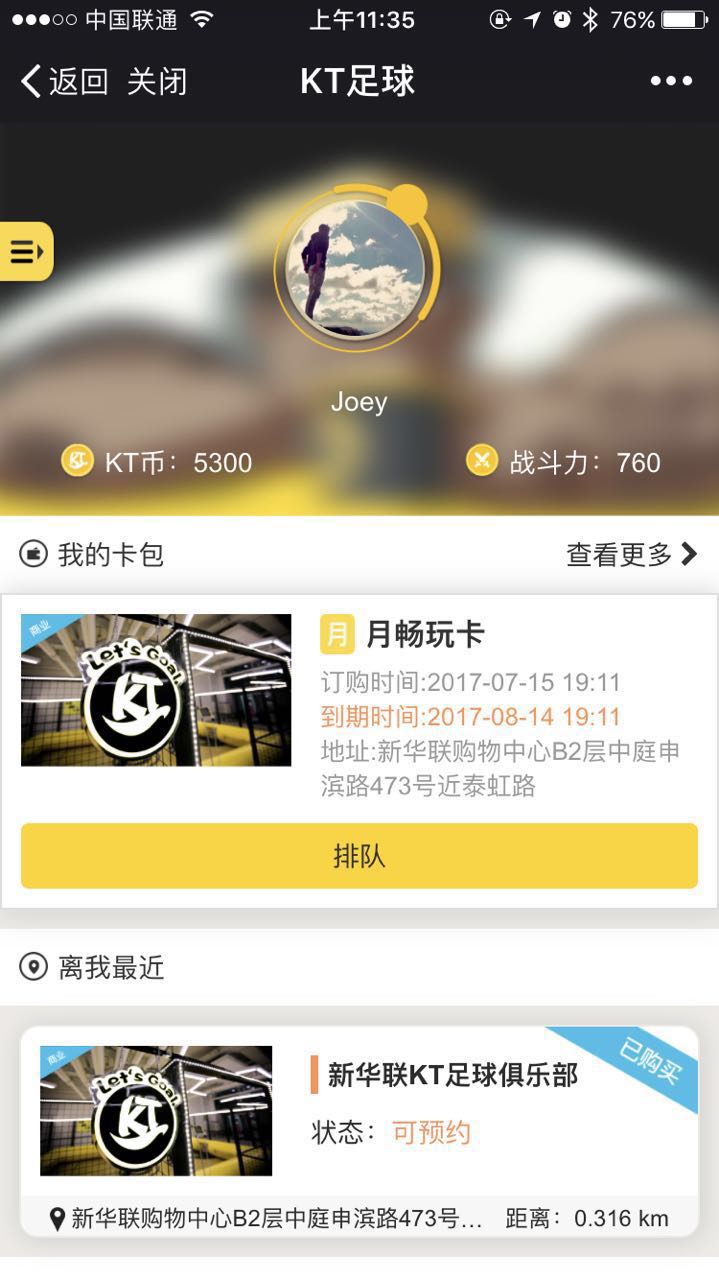 中国联通
上午11:35
76%
返回 关闭
KT足球
Joey
KT币：5300
战斗力：760
我的卡包
查看更多
商业
Let's Goal
KT
月 月畅玩卡
订购时间:2017-07-15 19:11
到期时间:2017-08-14 19:11
地址:新华联购物中心B2层中庭申
滨路473号近泰虹路
排队
离我最近
商业
Let's Goal
KT
新华联KT足球俱乐部
已购买
状态：可预约
新华联购物中心B2层中庭申滨路473号... 距离：0.316 km